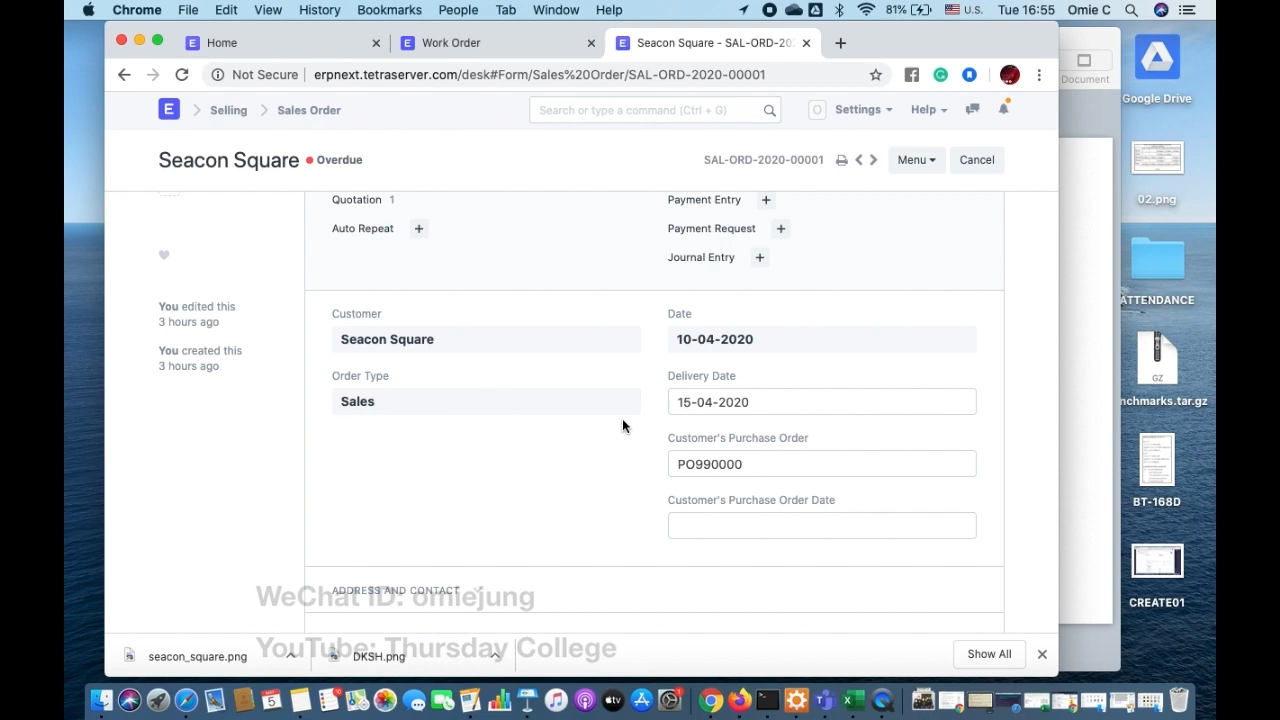 Chrome File Edit View History Bookmarks People Tab Window Help 81% U.S. Tue 16:55 Omie C
Home
Work Order
Seacon Square - SAL-ORD-202
Not Secure erpnext.tetteserver.com/desk#Form/Sales%20Order/SAL-ORD-2020-00001
E Selling Sales Order
Search or type a command (Ctrl + G)
O Settings Help
Seacon Square Overdue
SAL-ORD-2020-00001 Menu Cancel
Quotation 1
Payment Entry +
Auto Repeat +
Payment Request +
Journal Entry +
You edited this
3 hours ago
You created this
3 hours ago
Customer
Seacon Square
Date
10-04-2020
Order Type
Sales
Delivery Date
15-04-2020
Customer's Purchase Order
PO990000
Customer's Purchase Order Date
ADDRESS AND CONTACT
WeChat ID:
YouTube: Thursday College
seacon_square.png
DKSH.png
Show All
Document
Google Drive
02.png
ATTENDANCE
GZ
nchmarks.tar.gz
BT-168D
CREATE01